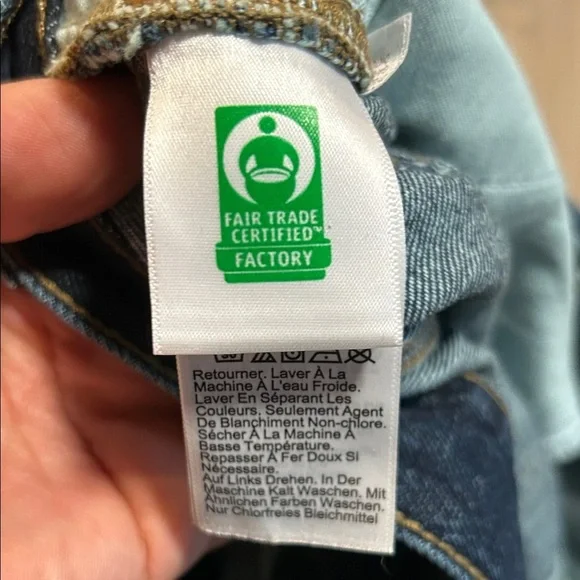 FAIR TRADE
CERTIFIED™
FACTORY
Retourner. Laver À La
Machine À L'eau Froide.
Laver En Séparant Les
Couleurs. Seulement Agent
De Blanchiment Non-chlore.
Sécher À La Machine À
Basse Température.
Repasser À Fer Doux Si
Nécessaire.
Auf Links Drehen. In Der
Maschine Kalt Waschen. Mit
Ähnlichen Farben Waschen.
Nur Chlorfreies Bleichmittel